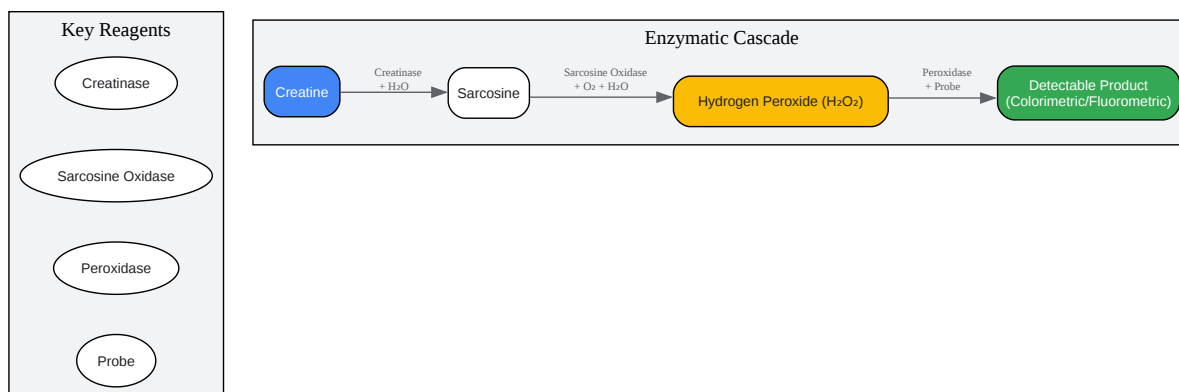 Key Reagents
Creatinase
Sarcosine Oxidase
Peroxidase
Probe
Enzymatic Cascade
Creatine
Creatinase
+ H₂O
Sarcosine
Sarcosine Oxidase
+ O₂ + H₂O
Hydrogen Peroxide (H₂O₂)
Peroxidase
+ Probe
Detectable Product
(Colorimetric/Fluorometric)